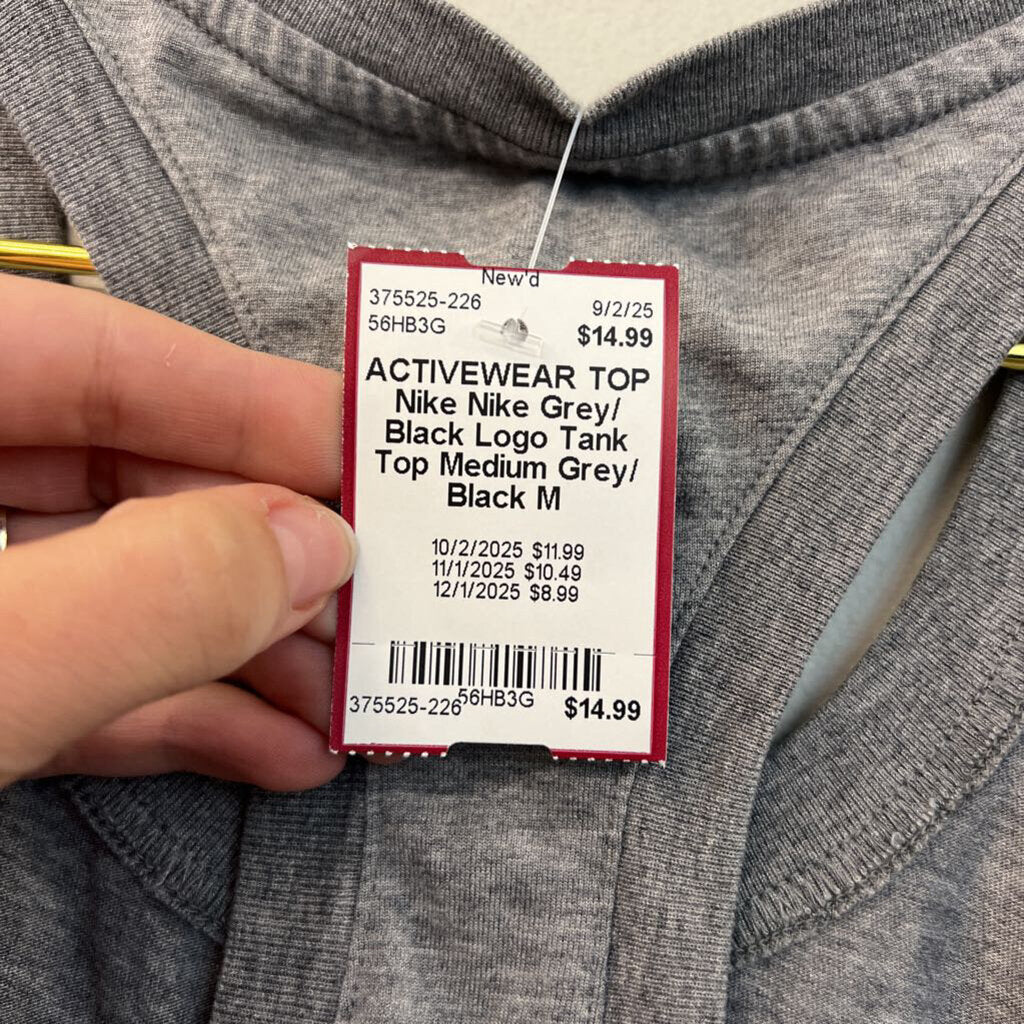 New'd
375525-226 9/2/25
56HB3G $14.99
ACTIVEWEAR TOP
Nike Nike Grey/
Black Logo Tank
Top Medium Grey/
Black M
10/2/2025 $11.99
11/1/2025 $10.49
12/1/2025 $8.99
375525-226 56HB3G $14.99